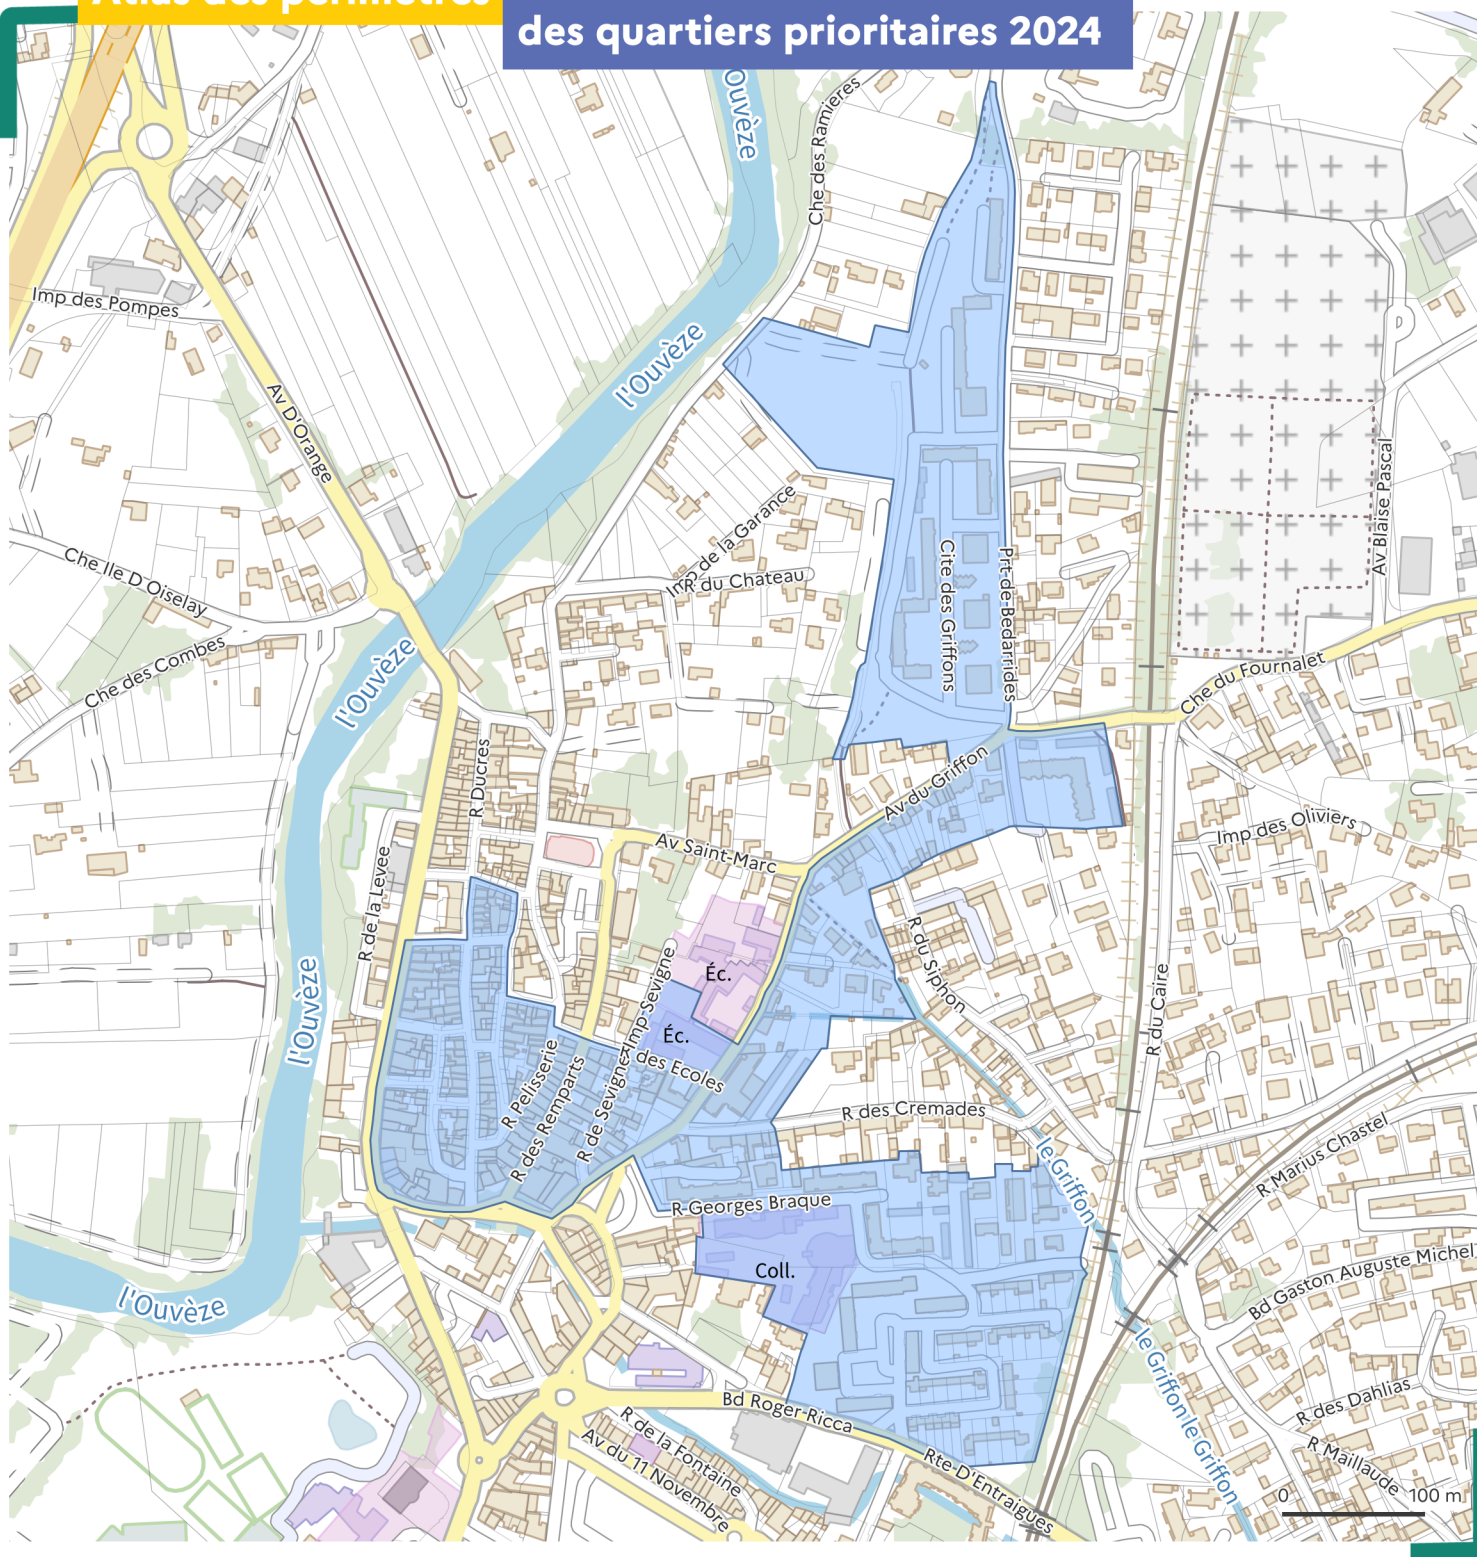 Atlas des périmètres
des quartiers prioritaires 2024
l'Ouvèze
Che des Ramieres
Imp des Pompes
l'Ouvèze
Av D'Orange
Av Blaise Pascal
Imp de la Garance
R du Chateau
Cité des Griffons
Prt de Bedarrides
Che Ile D Oiselay
Che des Combes
l'Ouvèze
Che du Fournalet
R Ducres
Av du Griffon
Imp des Oliviers
Av Saint-Marc
R de la Levee
R du Siphon
Éc.
Imp Sevigne
l'Ouvèze
R du Caire
Éc.
des Ecoles
R Pelisserie
R des Remparts
R de Sevigne
R des Cremades
le Griffon
R Marius Chastel
R Georges Braque
Coll.
Bd Gaston Auguste Michel
l'Ouvèze
le Griffon
le Griffon
Bd Roger Ricca
R des Dahlias
R de la Fontaine
Av du 11 Novembre
Rte D'Entraigues
R Maillaude
0 100 m